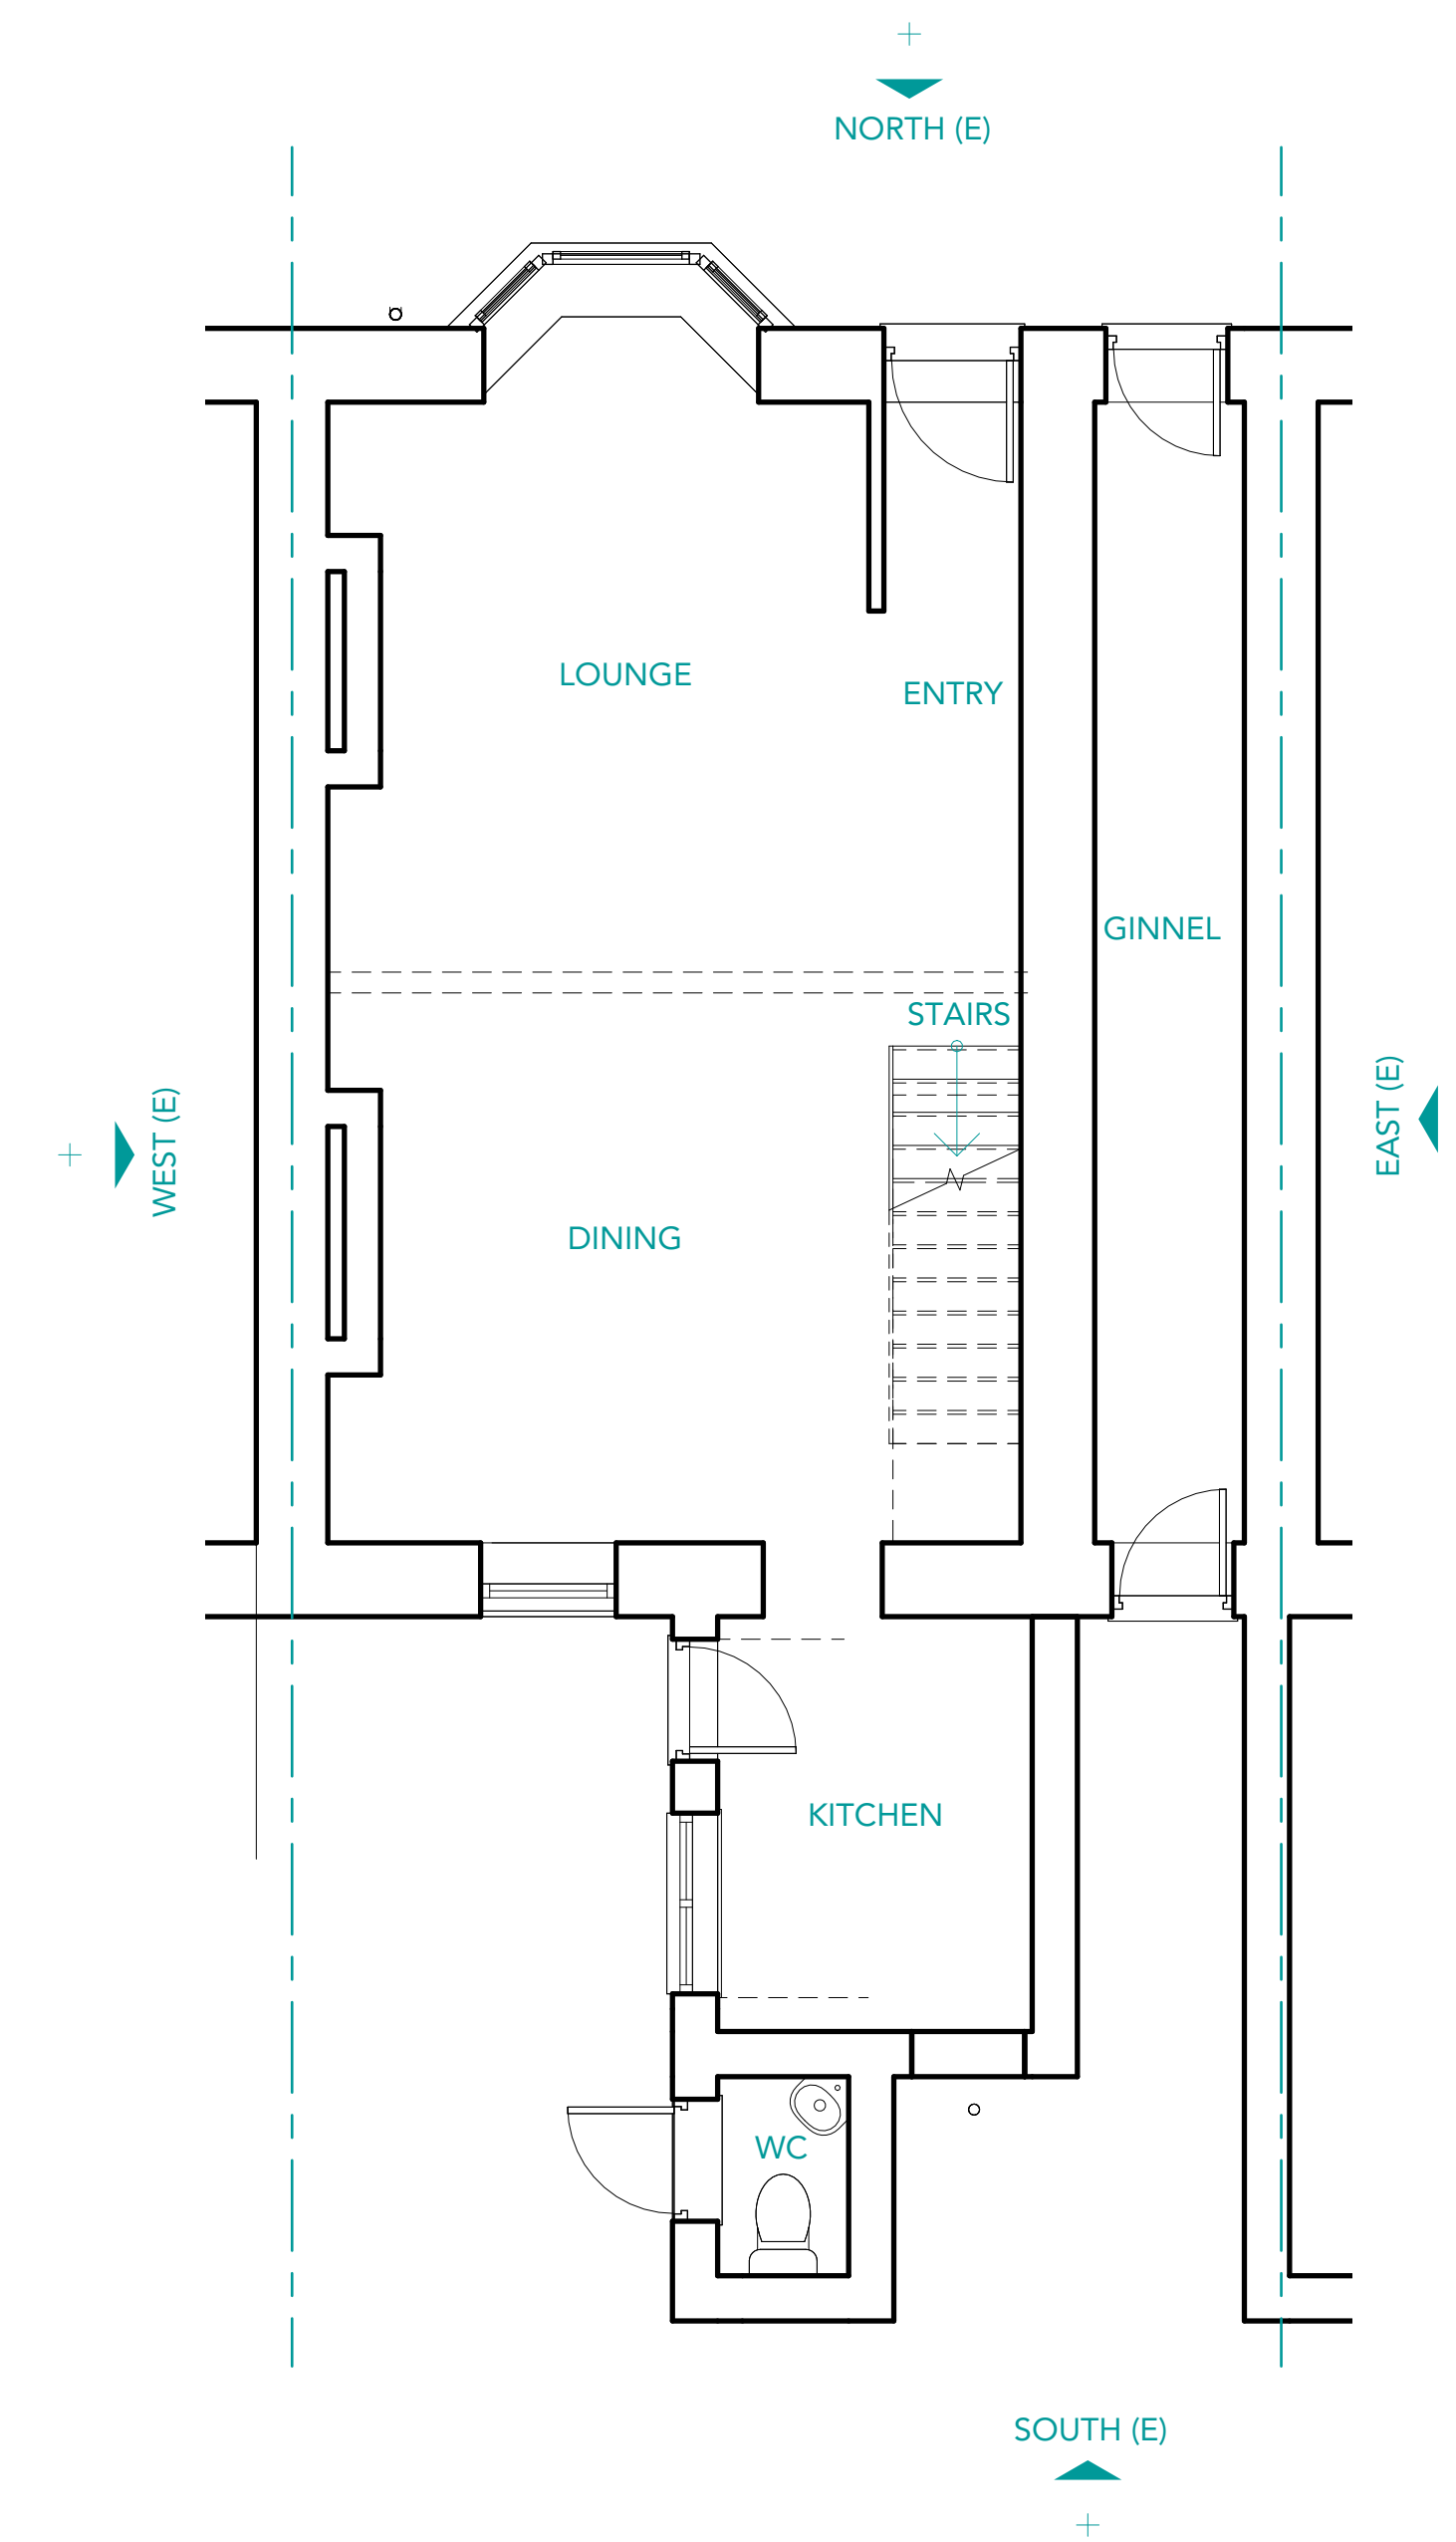 NORTH (E)
LOUNGE
ENTRY
GINNEL
STAIRS
WEST (E)
EAST (E)
DINING
KITCHEN
WC
SOUTH (E)